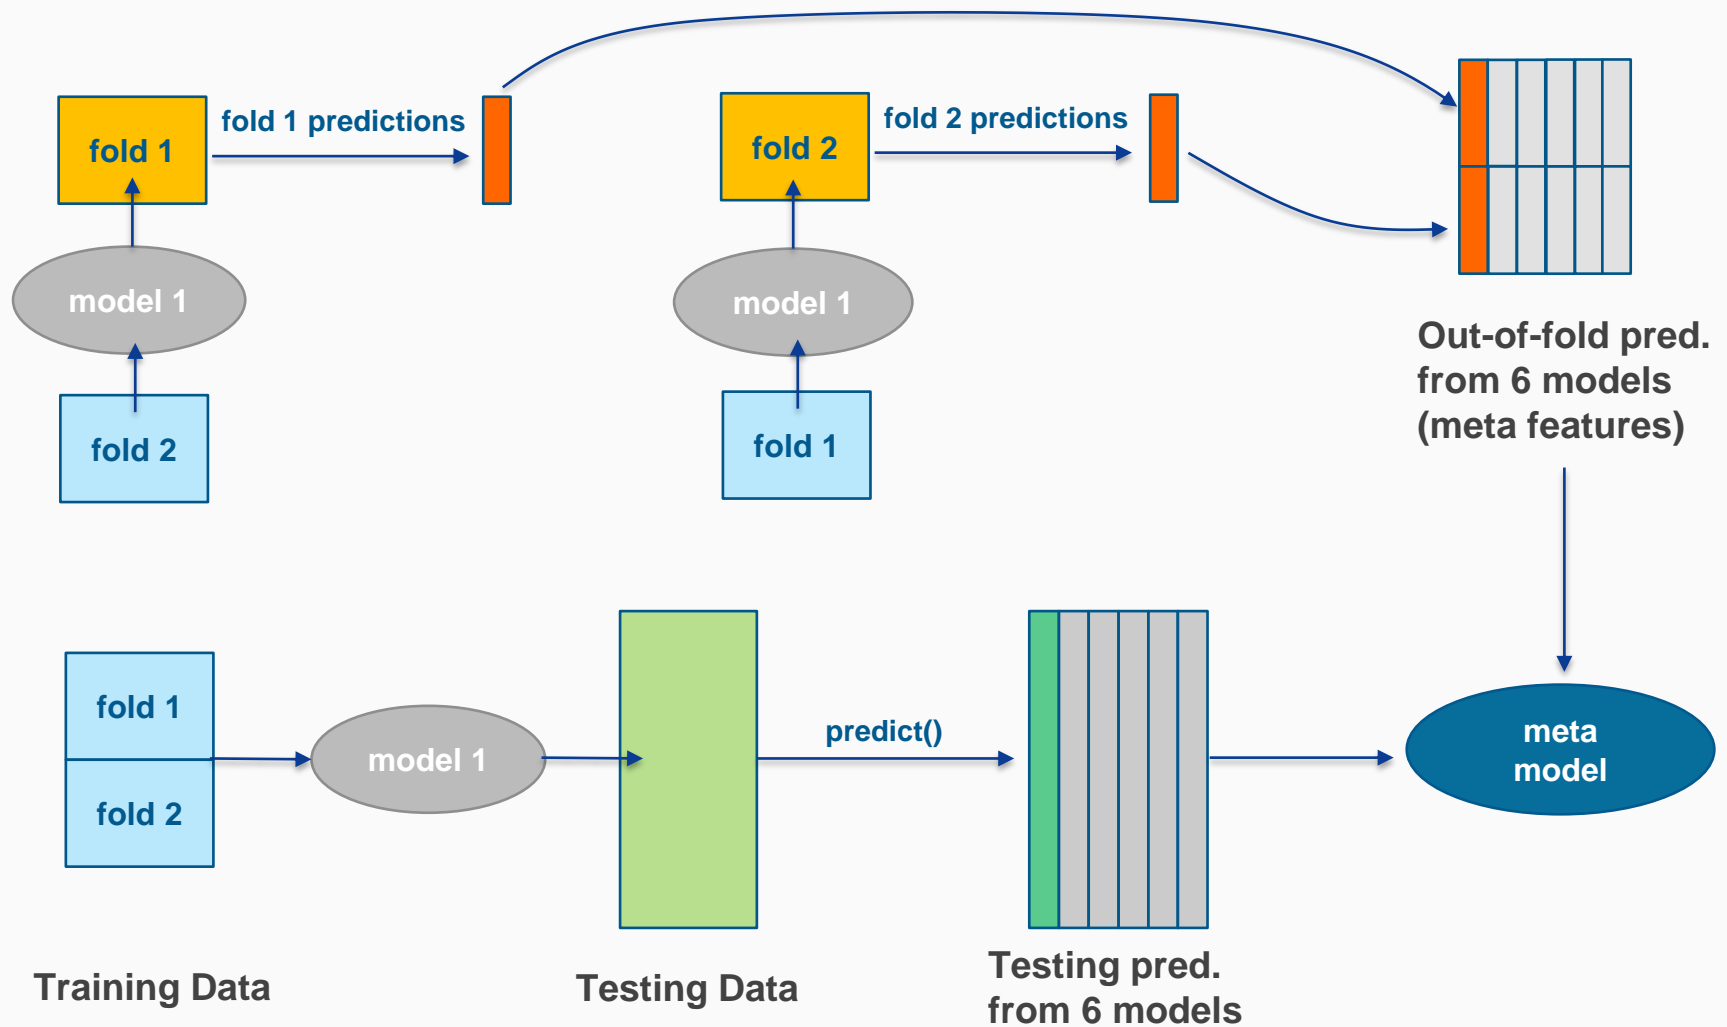 fold 1 predictions
fold 1
fold 2 predictions
fold 2
model 1
model 1
fold 2
fold 1
Out-of-fold pred.
from 6 models
(meta features)
fold 1
fold 2
model 1
predict()
meta
model
Training Data
Testing Data
Testing pred.
from 6 models